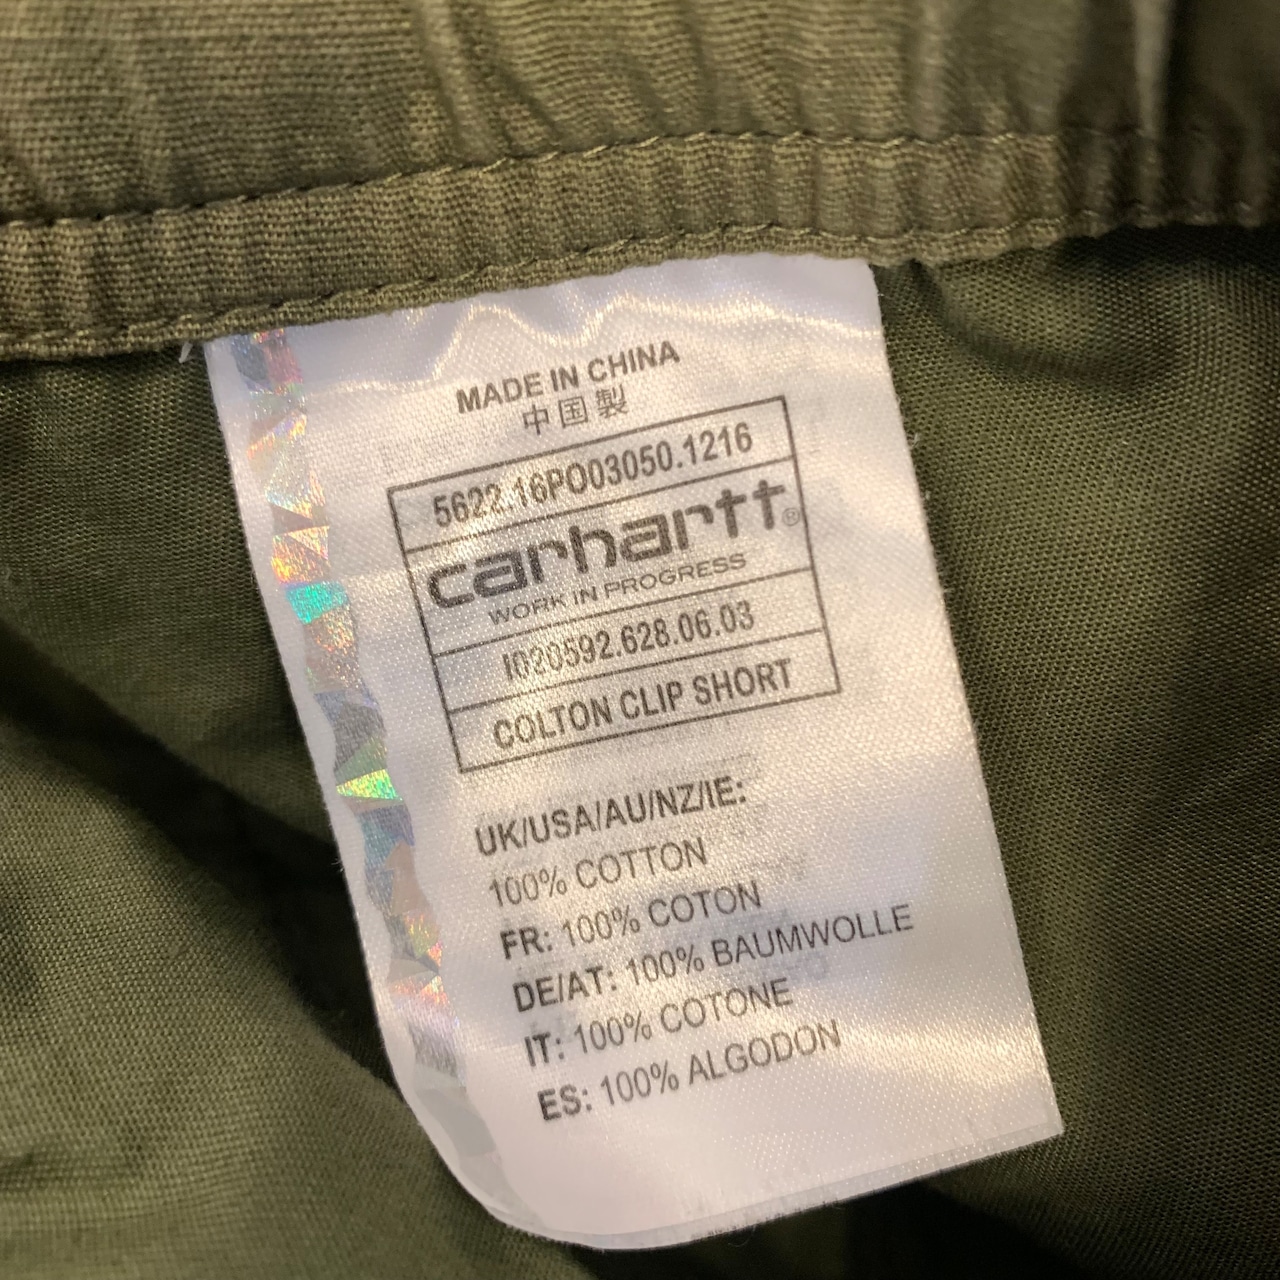 MADE IN CHINA
中国製
5622.16PO03050.1216
carhartt®
WORK IN PROGRESS
I020592.628.06.03
COLTON CLIP SHORT
UK/USA/AU/NZ/IE:
100% COTTON
FR: 100% COTON
DE/AT: 100% BAUMWOLLE
IT: 100% COTONE
ES: 100% ALGODON